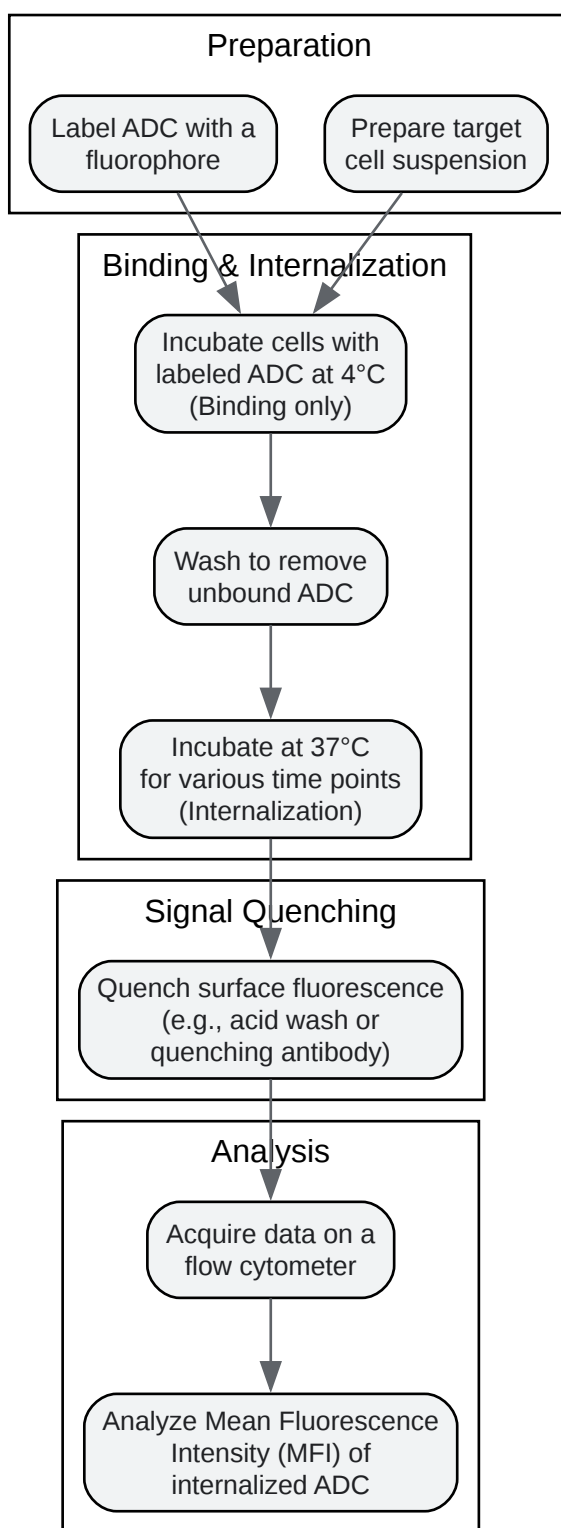 Preparation
Label ADC with a
fluorophore
Prepare target
cell suspension
Binding & Internalization
Incubate cells with
labeled ADC at 4°C
(Binding only)
Wash to remove
unbound ADC
Incubate at 37°C
for various time points
(Internalization)
Signal Quenching
Quench surface fluorescence
(e.g., acid wash or
quenching antibody)
Analysis
Acquire data on a
flow cytometer
Analyze Mean Fluorescence
Intensity (MFI) of
internalized ADC